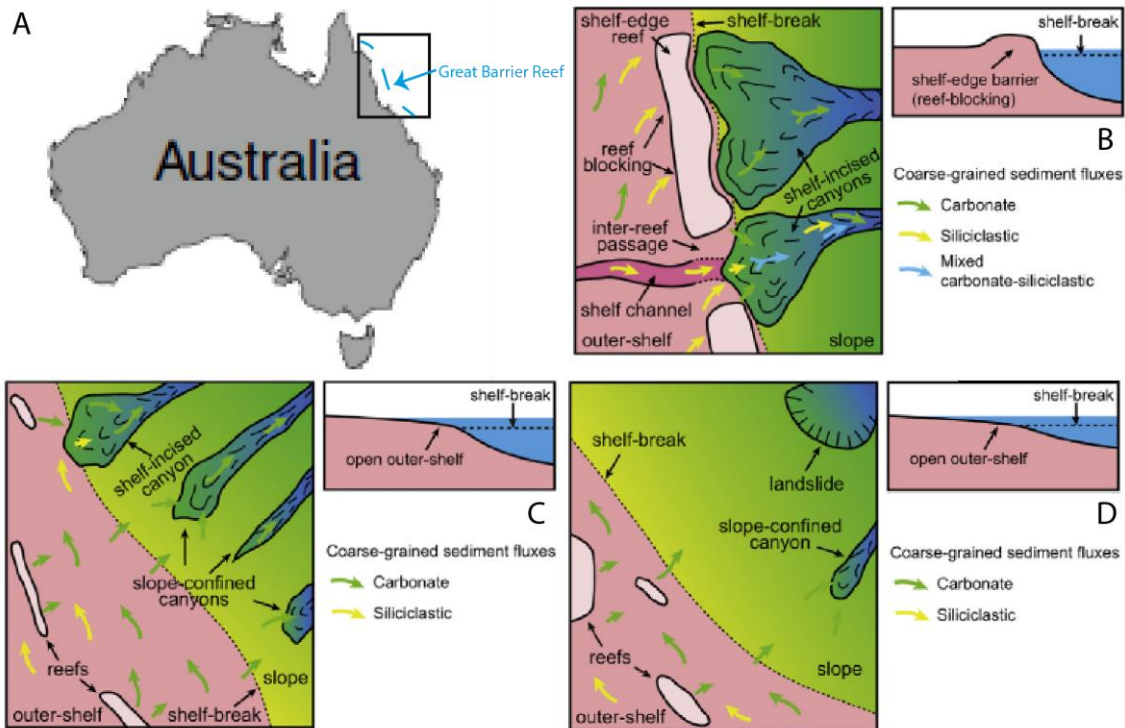 A
Great Barrier Reef
Australia
shelf-edge
reef
shelf-break
reef
blocking
shelf-incised
canyons
inter-reef
passage
shelf channel
outer-shelf
slope
shelf-break
shelf-edge barrier
(reef-blocking)
B
Coarse-grained sediment fluxes
Carbonate
Siliciclastic
Mixed
carbonate-siliciclastic
shelf-incised
canyon
slope-confined
canyons
reefs
slope
outer-shelf
shelf-break
shelf-break
open outer-shelf
C
Coarse-grained sediment fluxes
Carbonate
Siliciclastic
shelf-break
landslide
slope-confined
canyon
reefs
slope
outer-shelf
shelf-break
open outer-shelf
D
Coarse-grained sediment fluxes
Carbonate
Siliciclastic